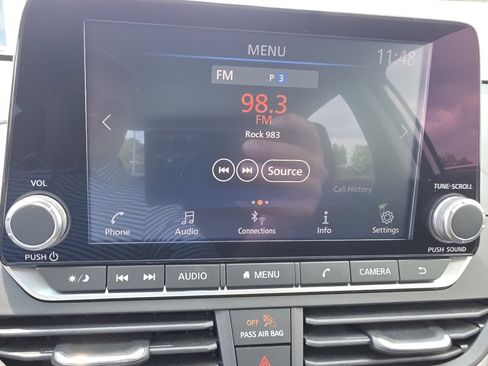 MENU
11:48
FM P 3
98.3
FM
Rock 983
Source
Call History
VOL
TUNE·SCROLL
Phone Audio Connections Info Settings
PUSH
PUSH SOUND
AUDIO MENU CAMERA
OFF
PASS AIR BAG